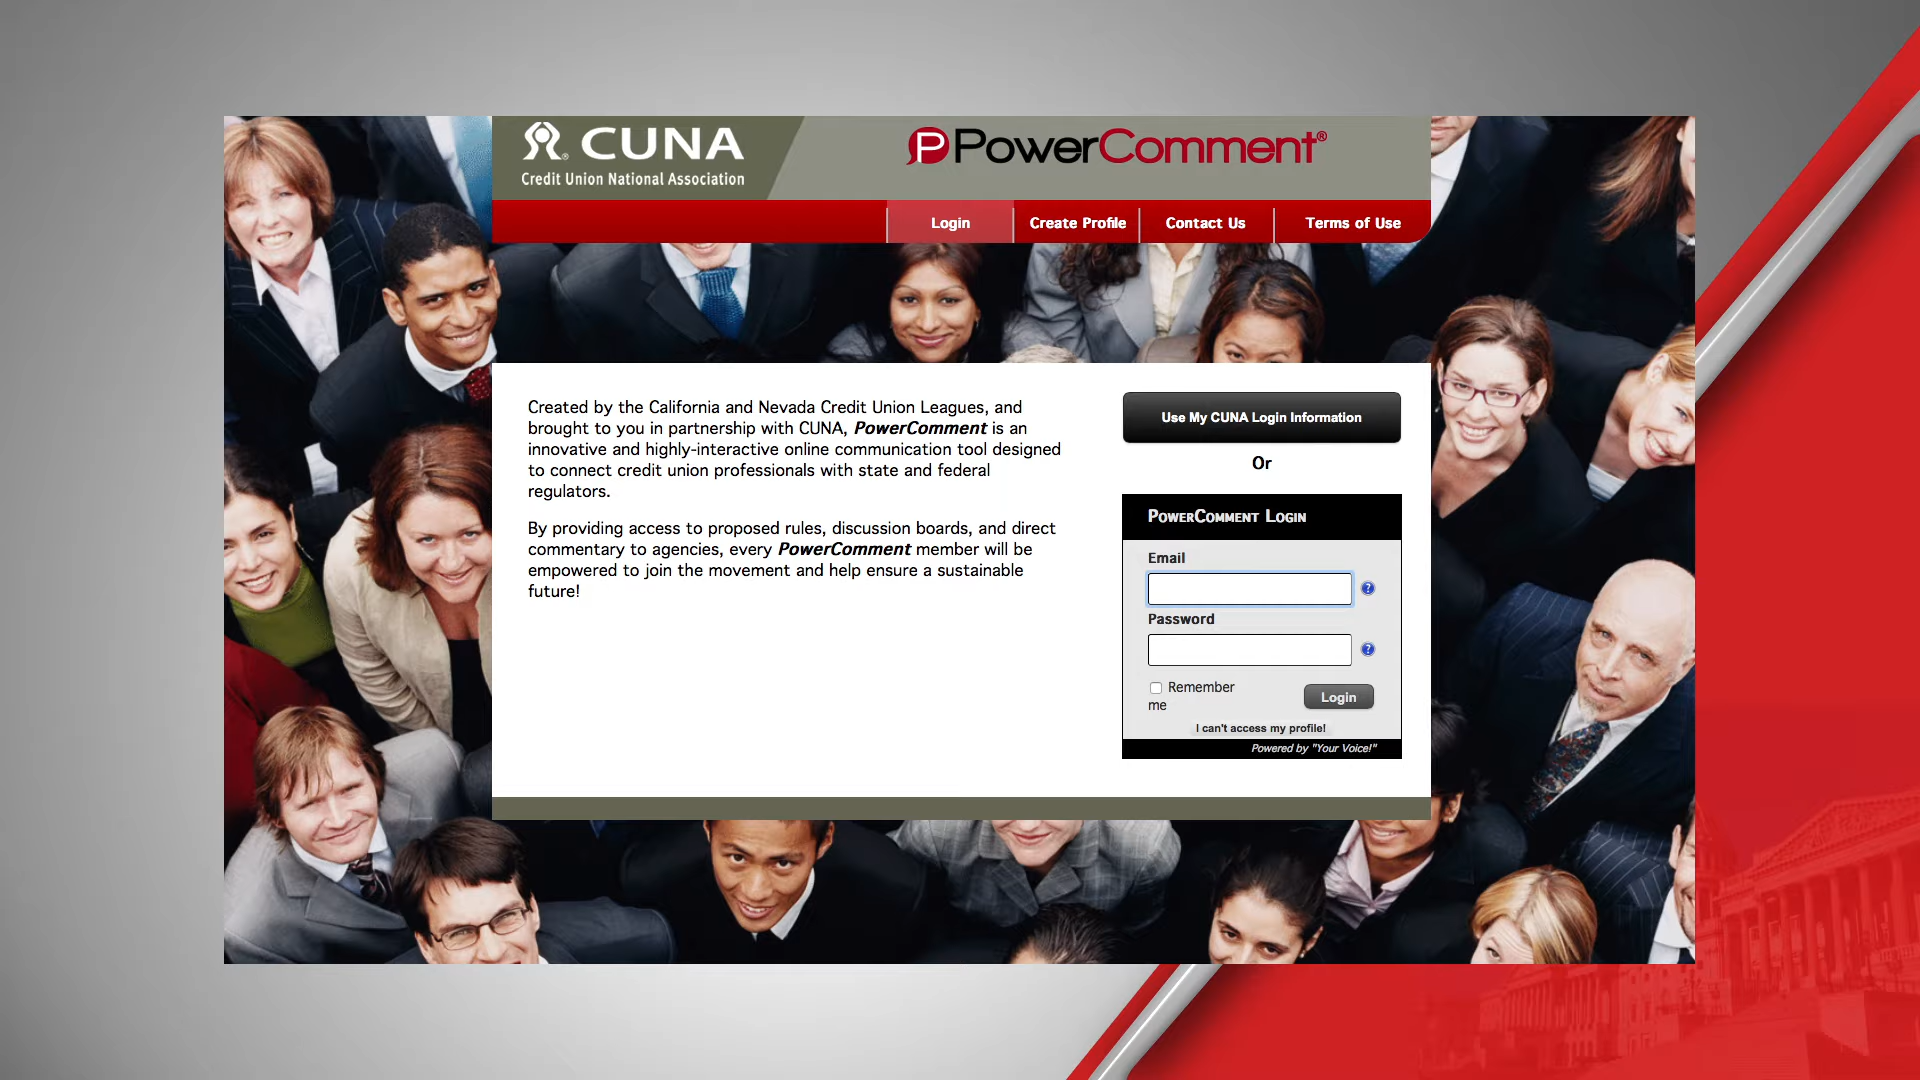 CUNA
Credit Union National Association
P PowerComment®
Login
Create Profile
Contact Us
Terms of Use
Created by the California and Nevada Credit Union Leagues, and
brought to you in partnership with CUNA, PowerComment is an
innovative and highly-interactive online communication tool designed
to connect credit union professionals with state and federal
regulators.
By providing access to proposed rules, discussion boards, and direct
commentary to agencies, every PowerComment member will be
empowered to join the movement and help ensure a sustainable
future!
Use My CUNA Login Information
Or
PowerComment Login
Email
?
Password
?
Remember
me
Login
I can't access my profile!
Powered by "Your Voice!"